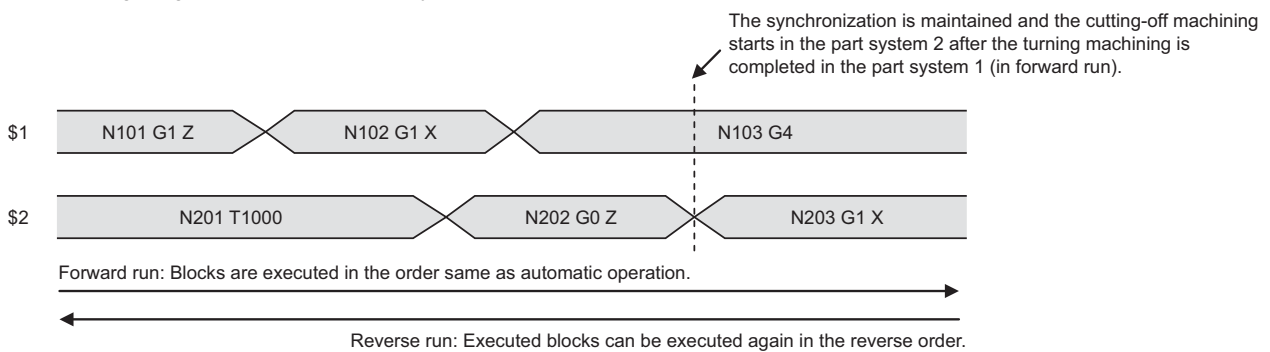 The synchronization is maintained and the cutting-off machining
starts in the part system 2 after the turning machining is
completed in the part system 1 (in forward run).
$1 N101 G1 Z N102 G1 X N103 G4
$2 N201 T1000 N202 G0 Z N203 G1 X
Forward run: Blocks are executed in the order same as automatic operation.
Reverse run: Executed blocks can be executed again in the reverse order.